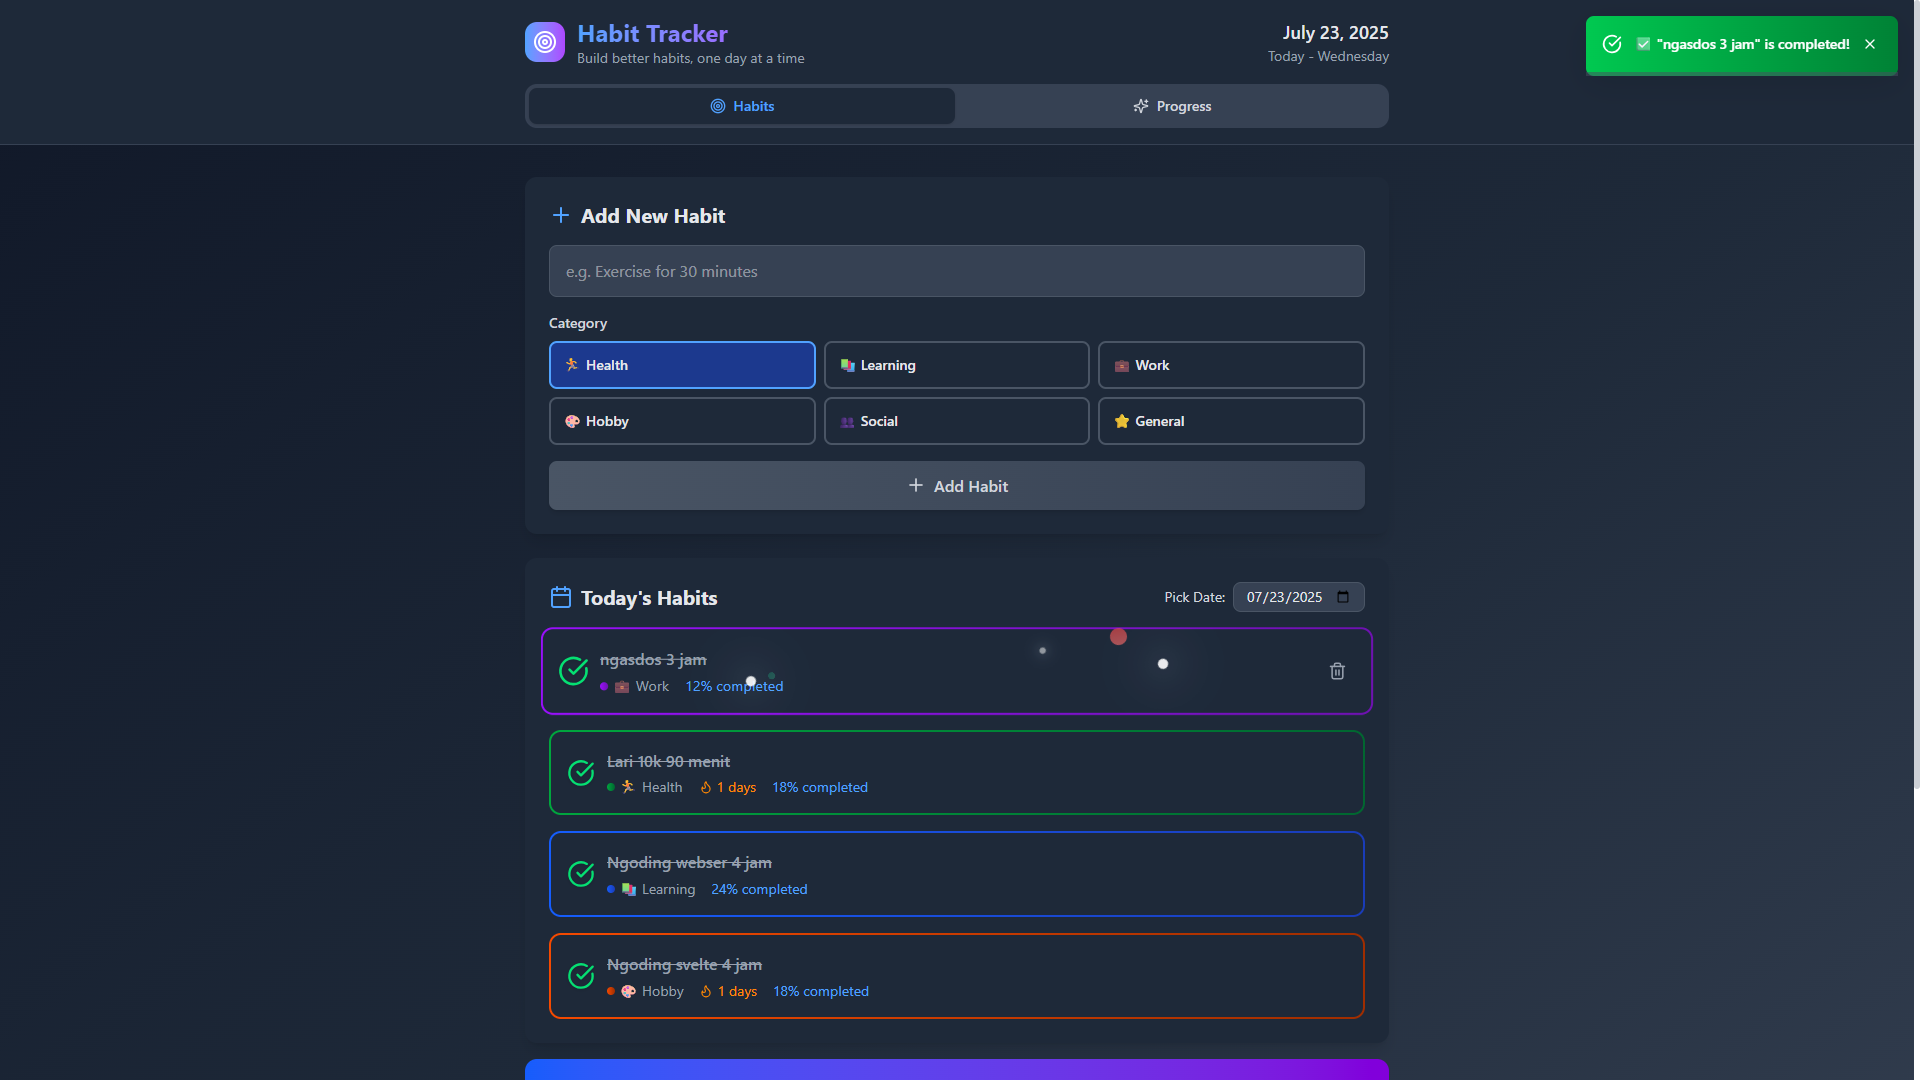 Habit Tracker
Build better habits, one day at a time
July 23, 2025
Today - Wednesday
"ngasdos 3 jam" is completed!
Habits
Progress
Add New Habit
e.g. Exercise for 30 minutes
Category
Health
Learning
Work
Hobby
Social
General
Add Habit
Today's Habits
Pick Date: 07/23/2025
ngasdos 3 jam
Work 12% completed
Lari 10k 90 menit
Health 1 days 18% completed
Ngoding webser 4 jam
Learning 24% completed
Ngoding svelte 4 jam
Hobby 1 days 18% completed